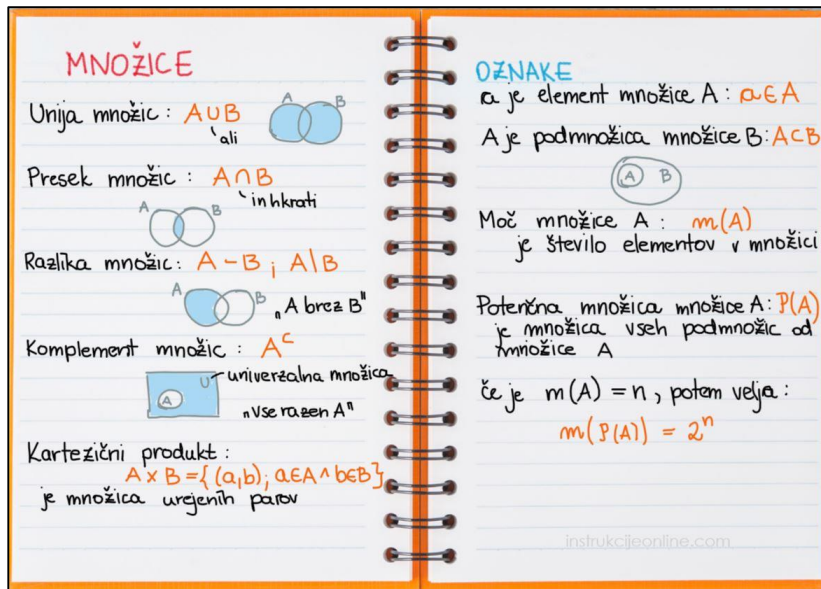 MNOŽICE
Unija množic : A ∪ B
A B
ali
Presek množic : A ∩ B
in hkrati
A B
Razlika množic : A − B ; A \ B
A B
„A brez B"
Komplement množic : Aᶜ
U univerzalna množica
A
„vse razen A"
Kartezični produkt :
A × B = { (a,b) ; a∈A ∧ b∈B }
je množica urejenih parov
OZNAKE
a je element množice A : a ∈ A
A je podmnožica množice B : A ⊂ B
A B
Moč množice A : m(A)
je število elementov v množici
Potenčna množica množice A : P(A)
je množica vseh podmnožic od
množice A
če je m(A) = n , potem velja :
m(P(A)) = 2ⁿ
instrukcijeonline.com